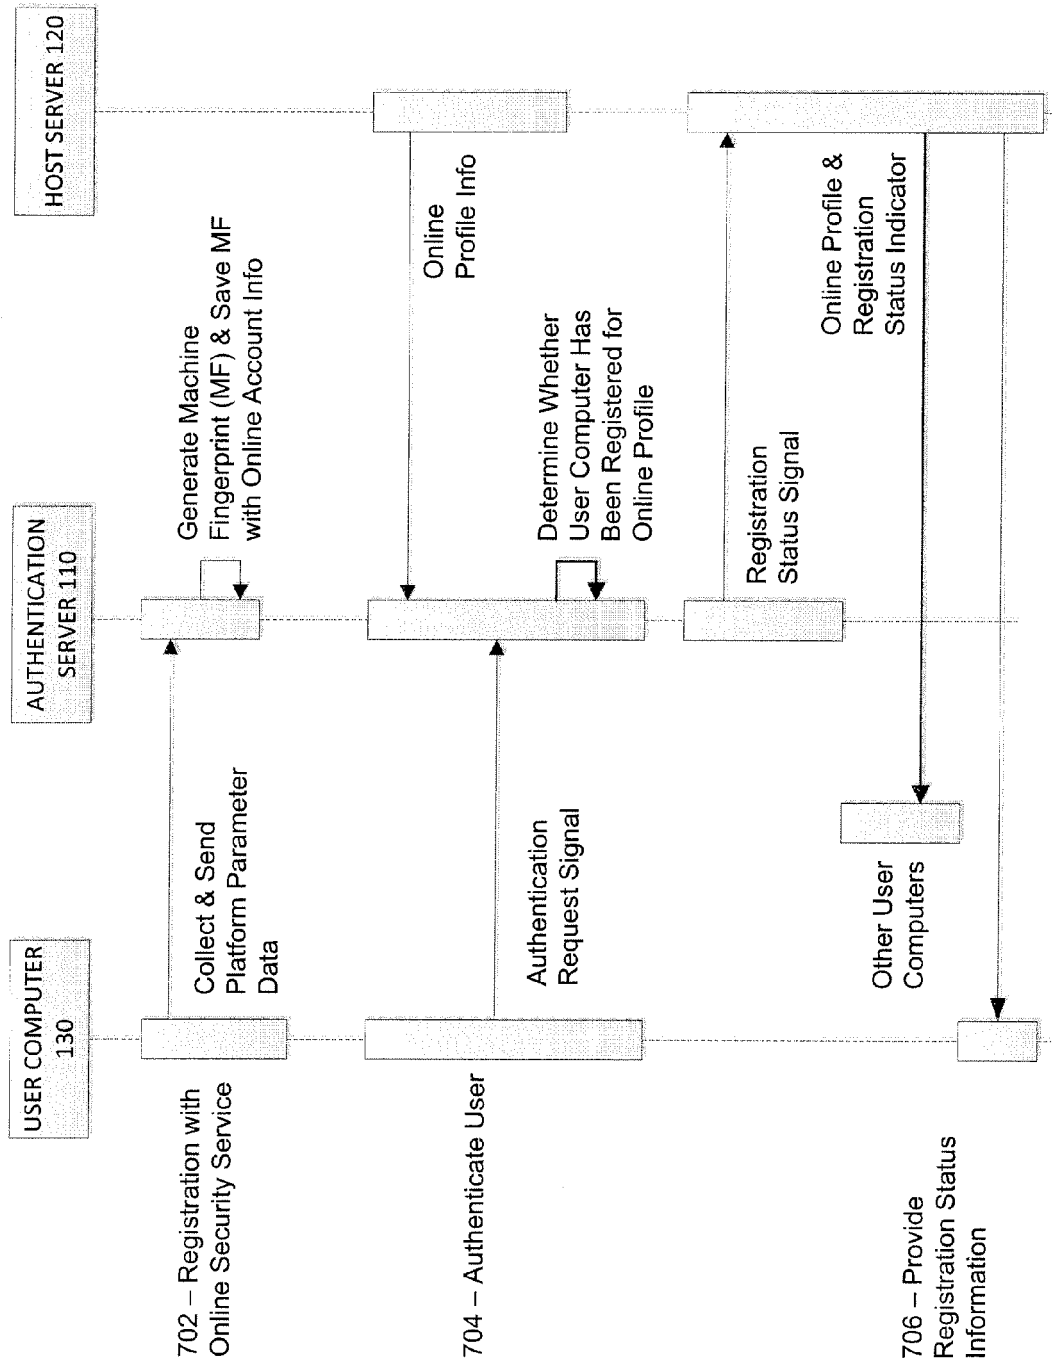 USER COMPUTER
130
AUTHENTICATION
SERVER 110
HOST SERVER 120
702 – Registration with
Online Security Service
Collect & Send
Platform Parameter
Data
Generate Machine
Fingerprint (MF) & Save MF
with Online Account Info
Online
Profile Info
704 – Authenticate User
Authentication
Request Signal
Determine Whether
User Computer Has
Been Registered for
Online Profile
Registration
Status Signal
Online Profile &
Registration
Status Indicator
Other User
Computers
706 – Provide
Registration Status
Information